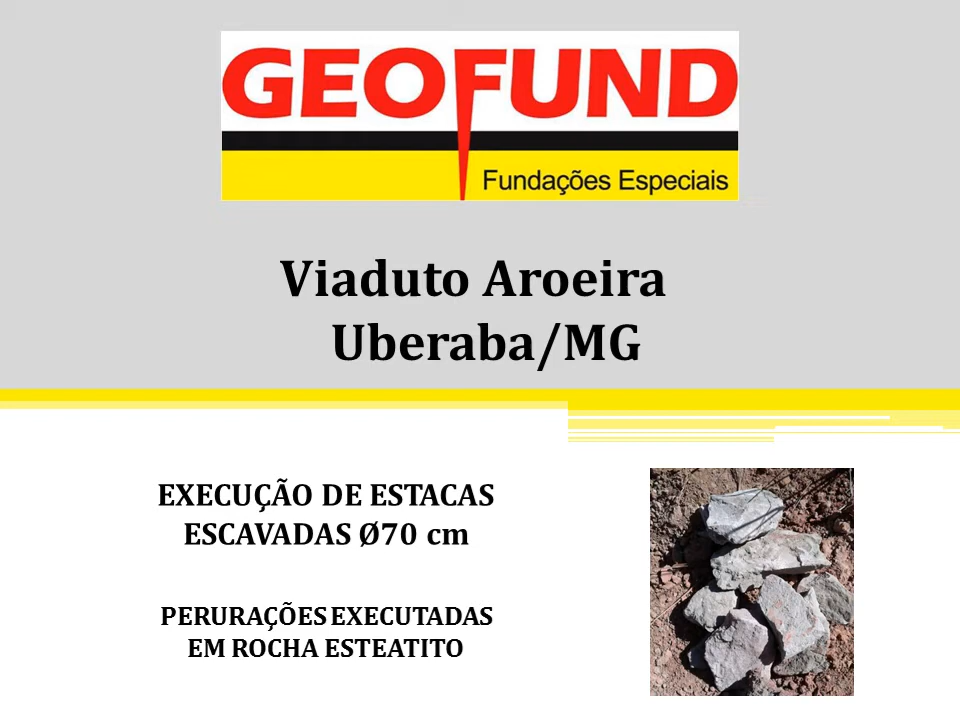 GEOFUND
Fundações Especiais
Viaduto Aroeira
Uberaba/MG
EXECUÇÃO DE ESTACAS
ESCAVADAS Ø70 cm
PERURAÇÕES EXECUTADAS
EM ROCHA ESTEATITO